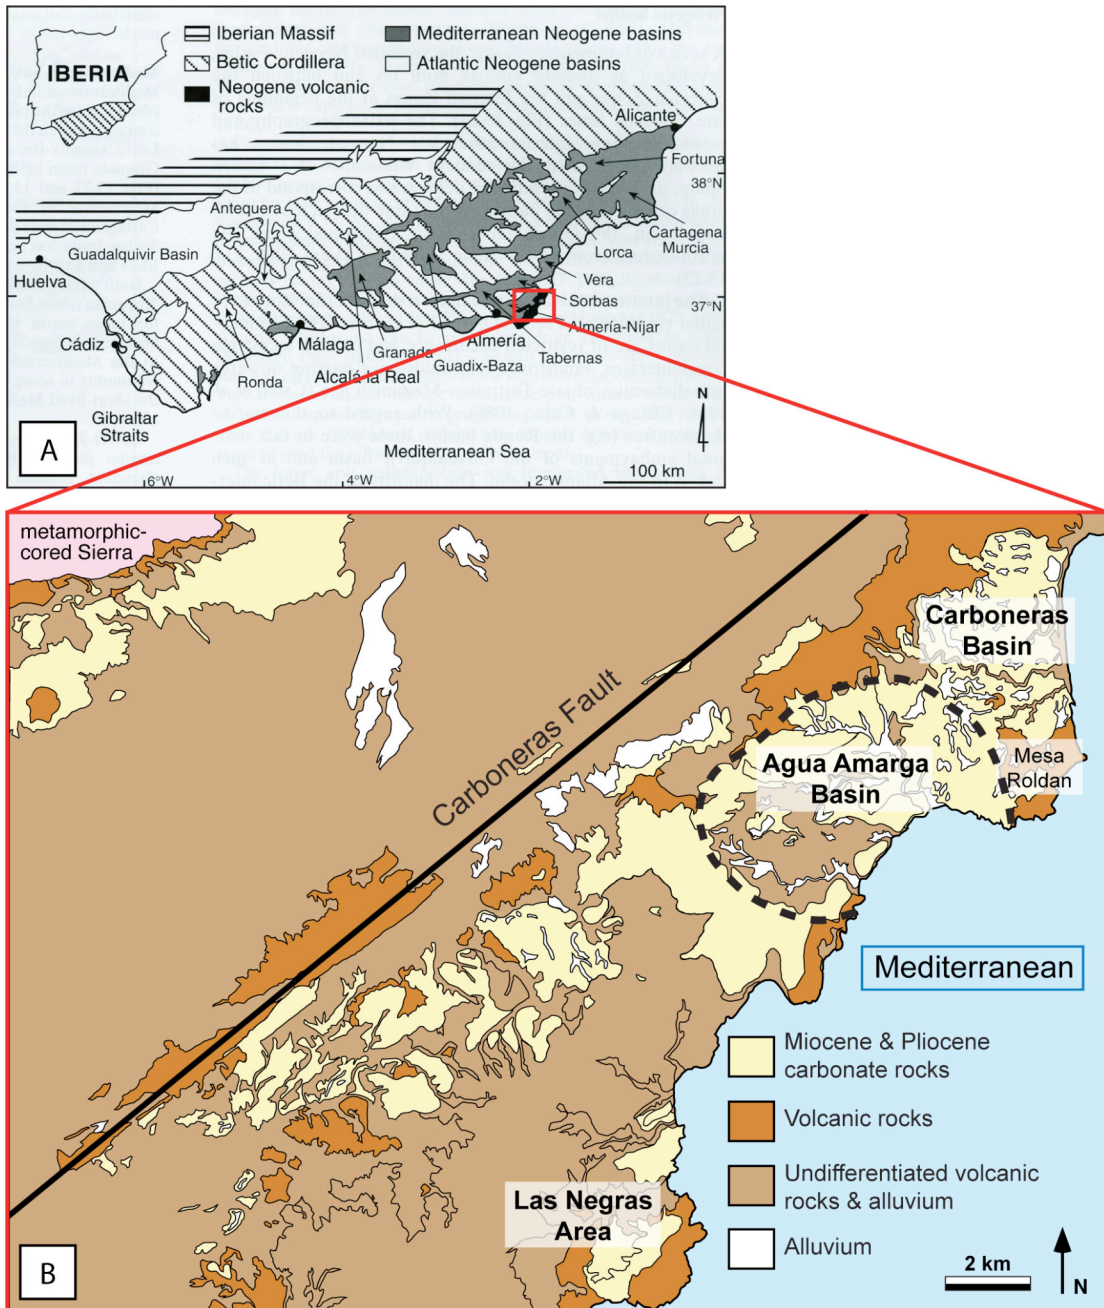 IBERIA
Iberian Massif
Betic Cordillera
Neogene volcanic
rocks
Mediterranean Neogene basins
Atlantic Neogene basins
Alicante
Fortuna
38°N
Antequera
Cartagena
Murcia
Lorca
Guadalquivir Basin
Huelva
Vera
Sorbas
37°N
Almería-Níjar
Cádiz
Málaga
Granada
Almería
Tabernas
Guadix-Baza
Ronda
Alcalá la Real
Gibraltar
Straits
N
Mediterranean Sea
100 km
A
6°W
4°W
2°W
metamorphic-
cored Sierra
Carboneras
Basin
Carboneras Fault
Agua Amarga
Basin
Mesa
Roldan
Mediterranean
Miocene & Pliocene
carbonate rocks
Volcanic rocks
Undifferentiated volcanic
rocks & alluvium
Alluvium
Las Negras
Area
2 km
N
B